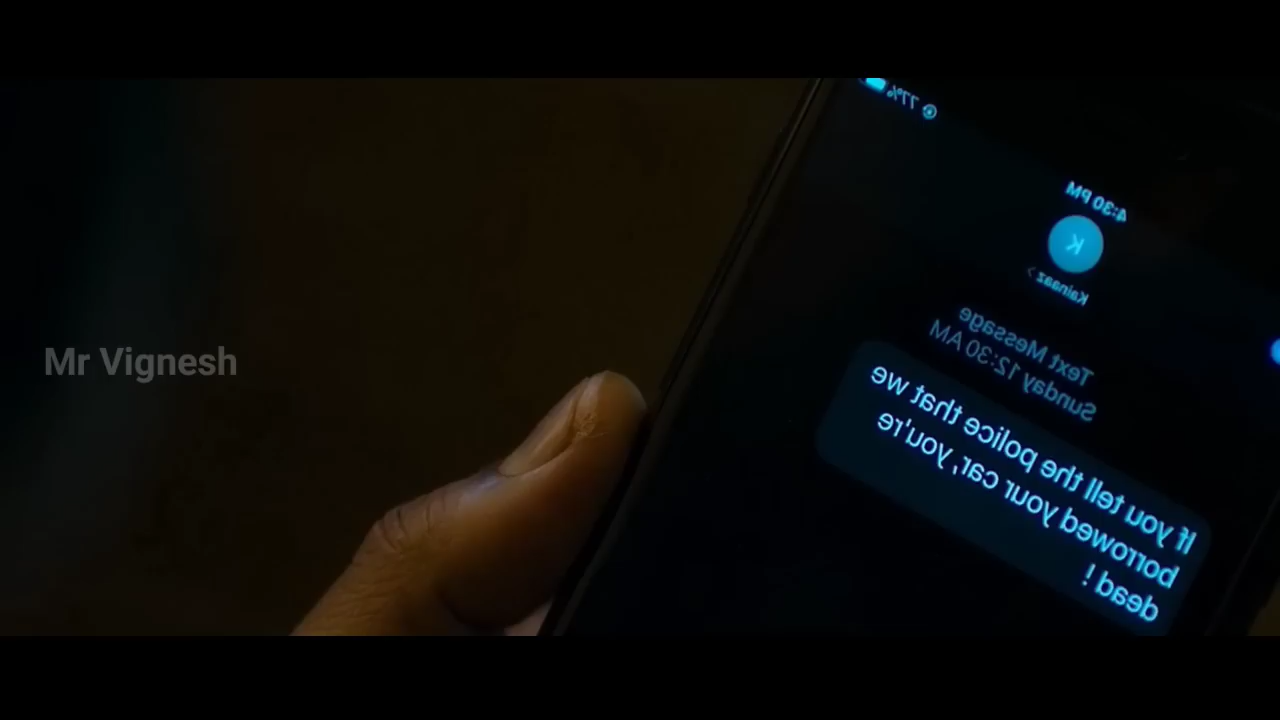 77%
4:30 PM
K
Kainaaz >
Text Message
Sunday 12:30 AM
If you tell the police that we
borrowed your car, you're
dead !
Mr Vignesh